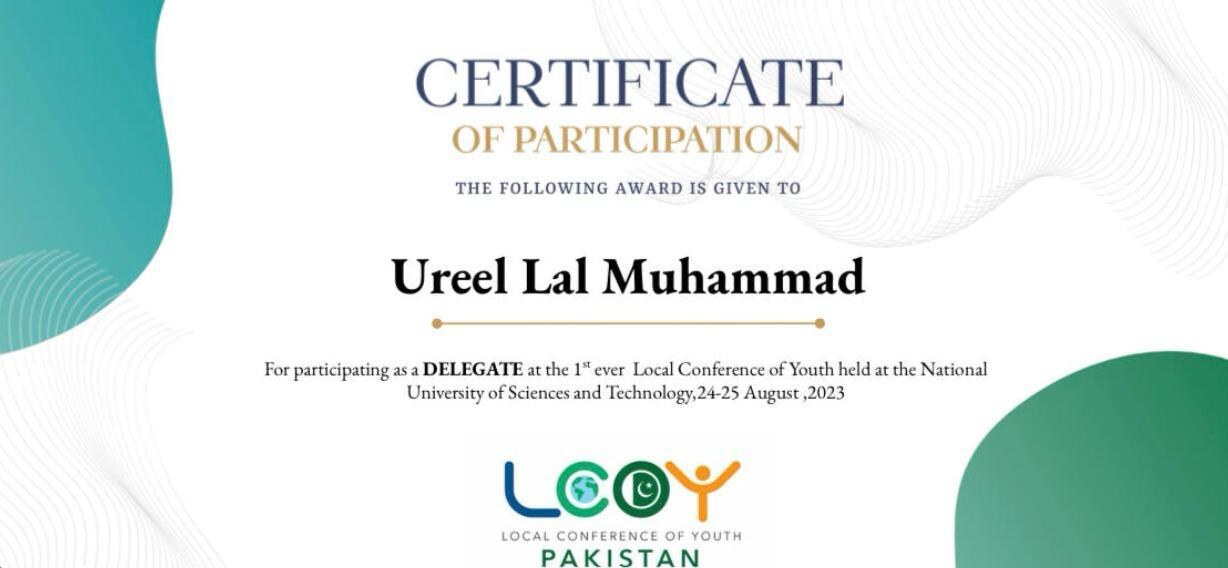 CERTIFICATE
OF PARTICIPATION
THE FOLLOWING AWARD IS GIVEN TO
Ureel Lal Muhammad
For participating as a DELEGATE at the 1st ever Local Conference of Youth held at the National
University of Sciences and Technology,24-25 August ,2023
LCOY
LOCAL CONFERENCE OF YOUTH
PAKISTAN